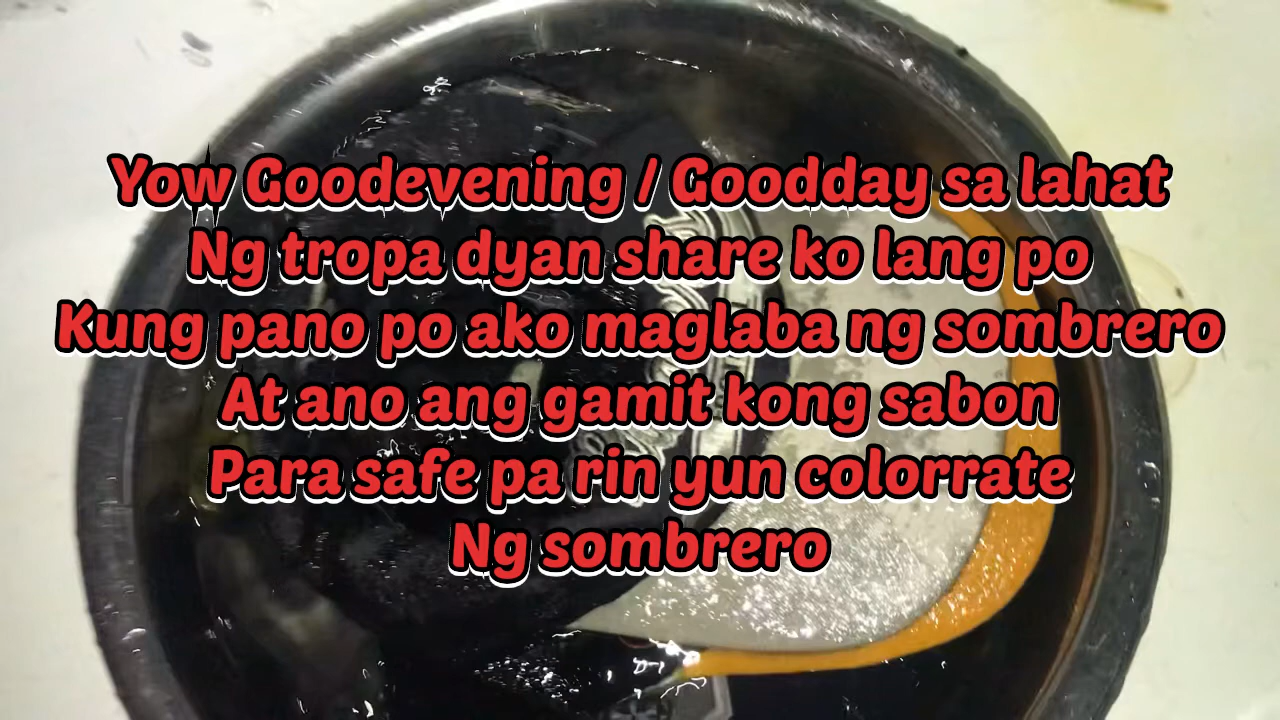 Yow Goodevening / Goodday sa lahat
Ng tropa dyan share ko lang po
Kung pano po ako maglaba ng sombrero
At ano ang gamit kong sabon
Para safe pa rin yun colorrate
Ng sombrero